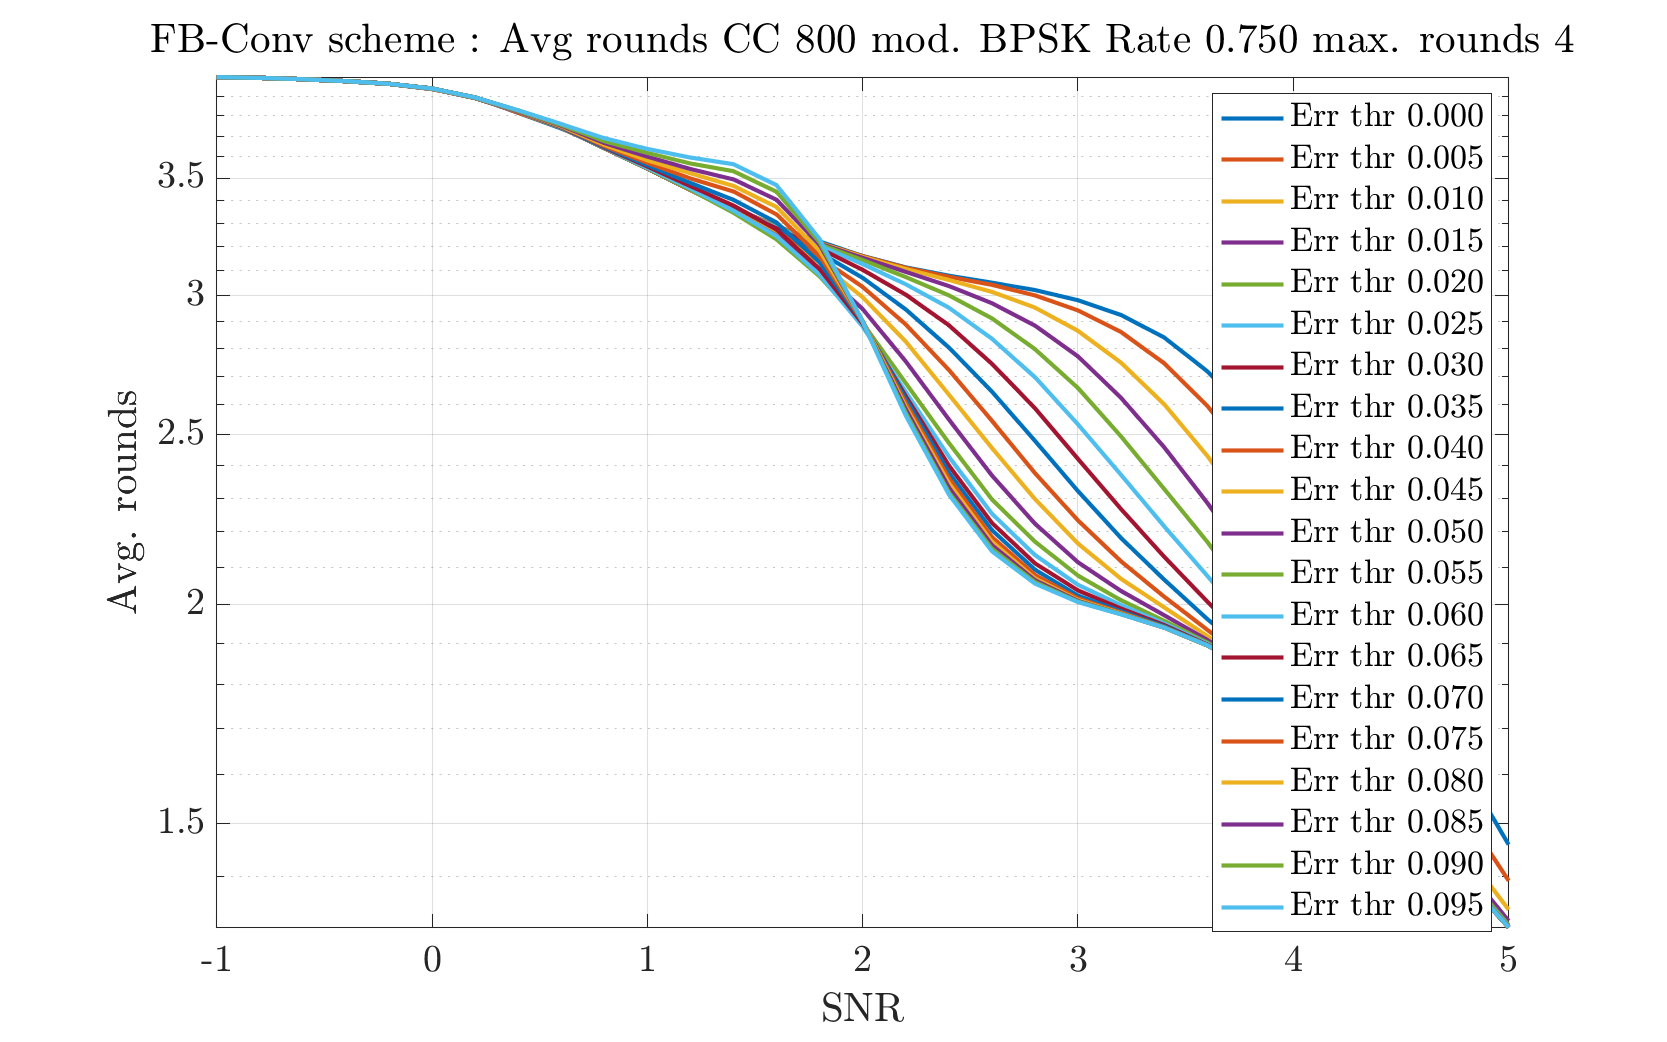 FB-Conv scheme : Avg rounds CC 800 mod. BPSK Rate 0.750 max. rounds 4
Err thr 0.000
Err thr 0.005
Err thr 0.010
Err thr 0.015
Err thr 0.020
Err thr 0.025
Err thr 0.030
Err thr 0.035
Err thr 0.040
Err thr 0.045
Err thr 0.050
Err thr 0.055
Err thr 0.060
Err thr 0.065
Err thr 0.070
Err thr 0.075
Err thr 0.080
Err thr 0.085
Err thr 0.090
Err thr 0.095
3.5
3
2.5
2
1.5
Avg. rounds
-1 0 1 2 3 4 5
SNR